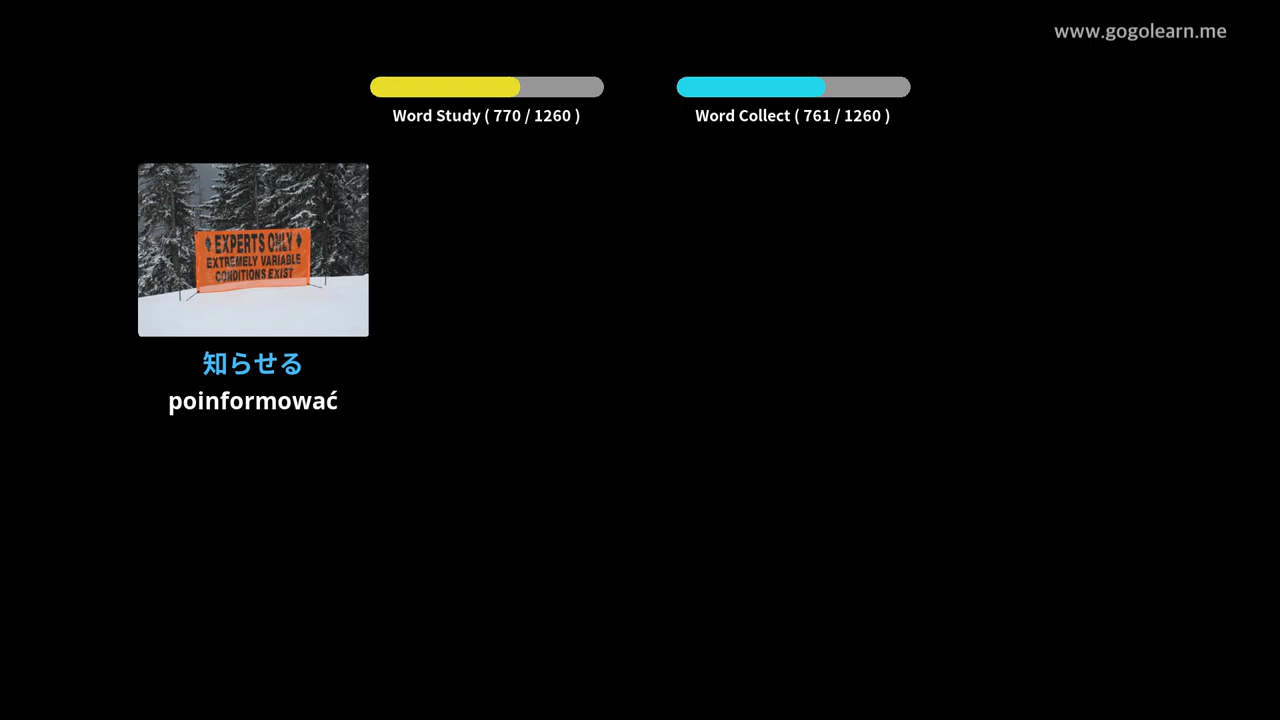 www.gogolearn.me
Word Study ( 770 / 1260 )
Word Collect ( 761 / 1260 )
EXPERTS ONLY
EXTREMELY VARIABLE
CONDITIONS EXIST
知らせる
poinformować